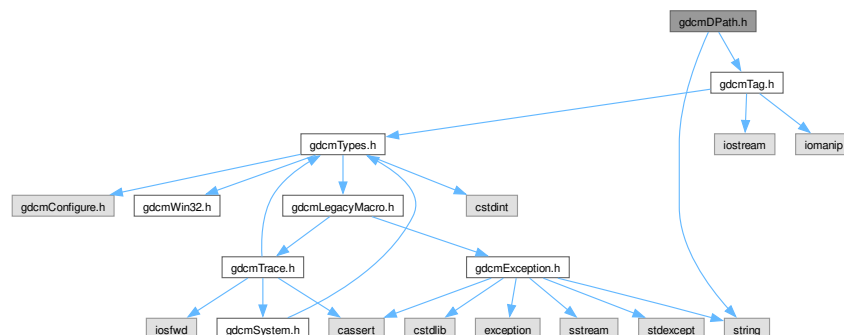 gdcmDPath.h
gdcmTag.h
gdcmTypes.h
iostream
iomanip
gdcmConfigure.h
gdcmWin32.h
gdcmLegacyMacro.h
cstdint
gdcmTrace.h
gdcmException.h
iosfwd
gdcmSystem.h
cassert
cstdlib
exception
sstream
stdexcept
string